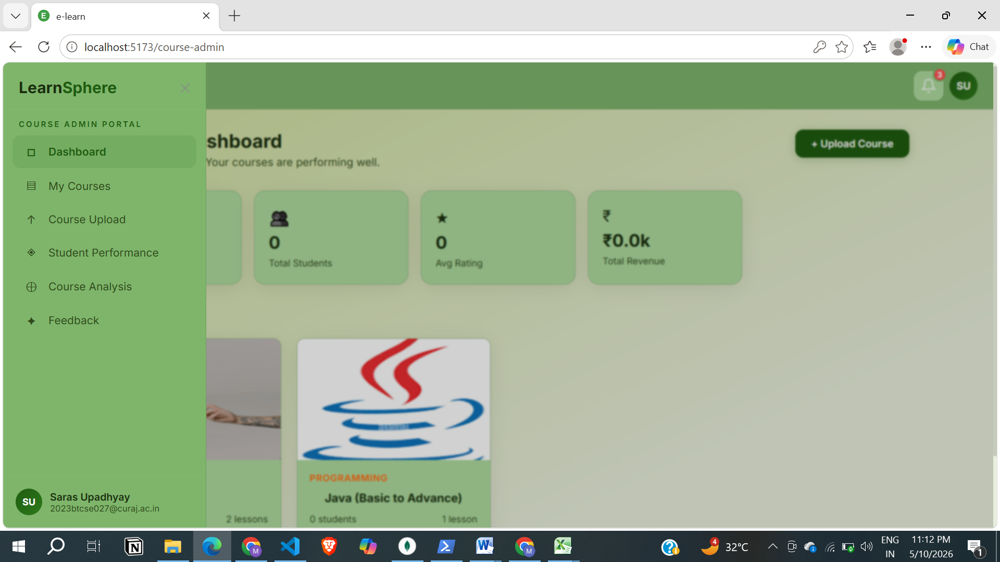 e-learn
localhost:5173/course-admin
Chat
LearnSphere
3
SU
COURSE ADMIN PORTAL
Dashboard
My Courses
Course Upload
Student Performance
Course Analysis
Feedback
shboard
Your courses are performing well.
+ Upload Course
0
Total Students
★
0
Avg Rating
₹
₹0.0k
Total Revenue
PROGRAMMING
Java (Basic to Advance)
2 lessons
0 students
1 lesson
SU
Saras Upadhyay
2023btcse027@curaj.ac.in
4
32°C
ENG
IN
11:12 PM
5/10/2026
1